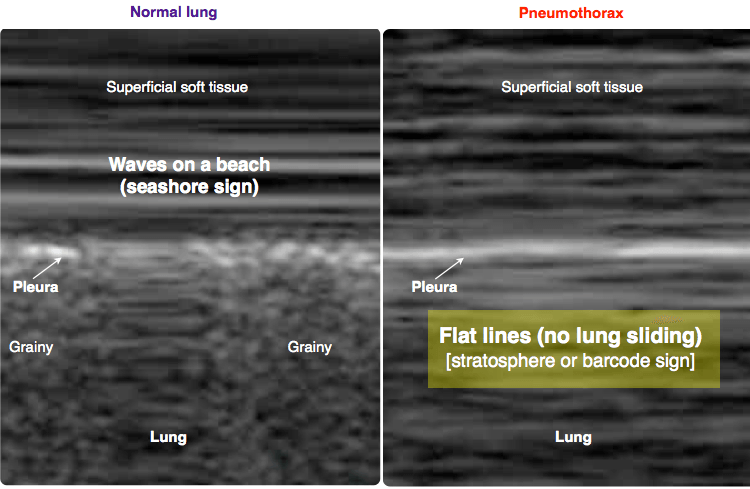 Normal lung
Superficial soft tissue
Waves on a beach
(seashore sign)
Pleura
Grainy
Grainy
Lung
Pneumothorax
Superficial soft tissue
Pleura
Flat lines (no lung sliding)
[stratosphere or barcode sign]
Lung